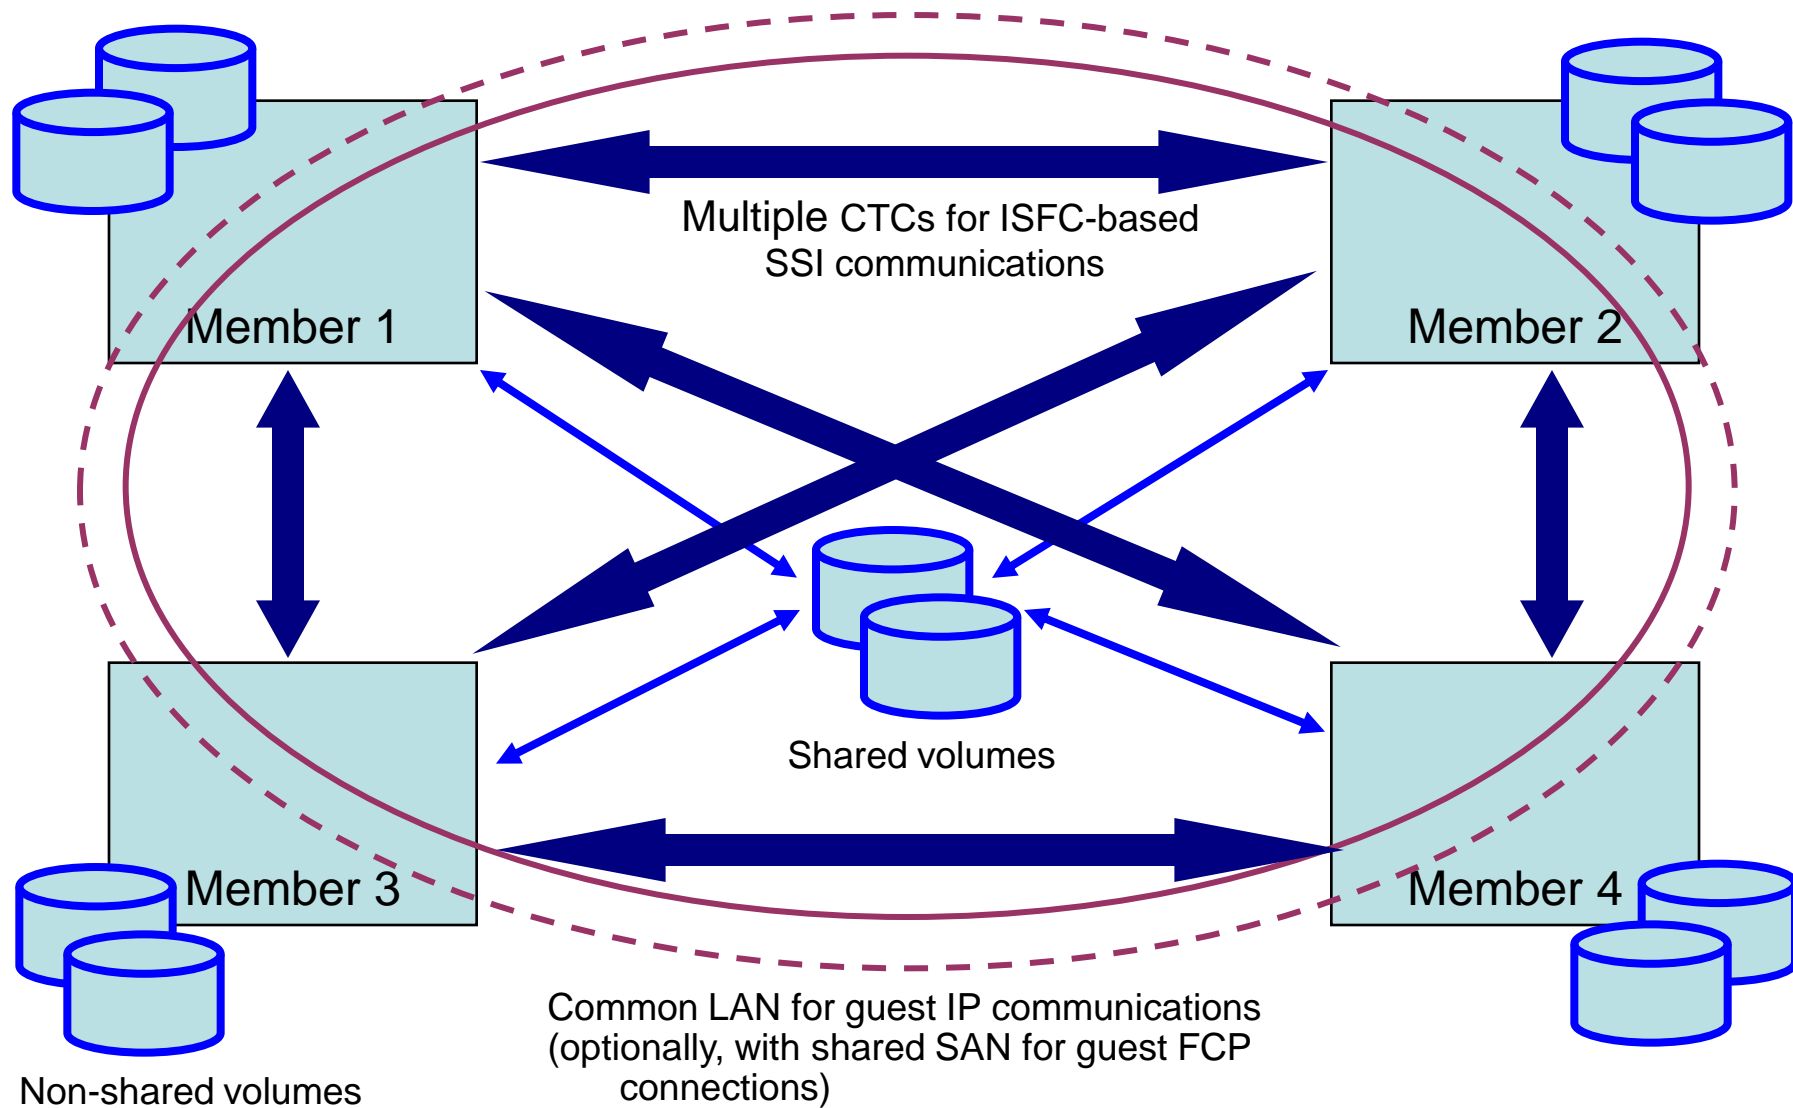 Multiple CTCs for ISFC-based
SSI communications
Member 1
Member 2
Shared volumes
Member 3
Member 4
Common LAN for guest IP communications
(optionally, with shared SAN for guest FCP
connections)
Non-shared volumes